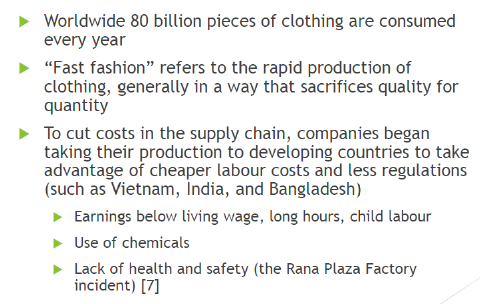 Worldwide 80 billion pieces of clothing are consumed
every year
“Fast fashion” refers to the rapid production of
clothing, generally in a way that sacrifices quality for
quantity
To cut costs in the supply chain, companies began
taking their production to developing countries to take
advantage of cheaper labour costs and less regulations
(such as Vietnam, India, and Bangladesh)
Earnings below living wage, long hours, child labour
Use of chemicals
Lack of health and safety (the Rana Plaza Factory
incident) [7]